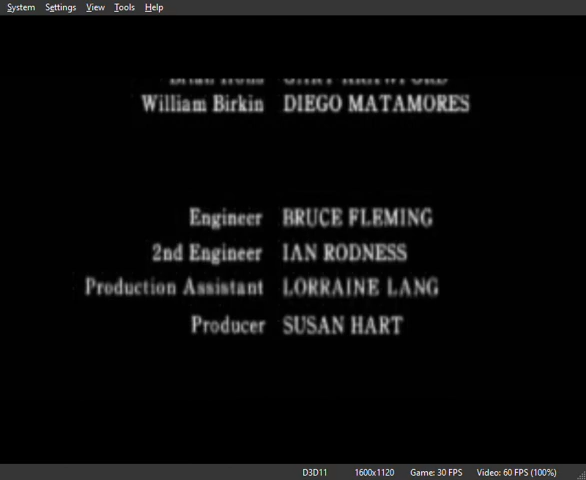 System Settings View Tools Help
William Birkin DIEGO MATAMORES
Engineer BRUCE FLEMING
2nd Engineer IAN RODNESS
Production Assistant LORRAINE LANG
Producer SUSAN HART
D3D11 1600x1120 Game: 30 FPS Video: 60 FPS (100%)